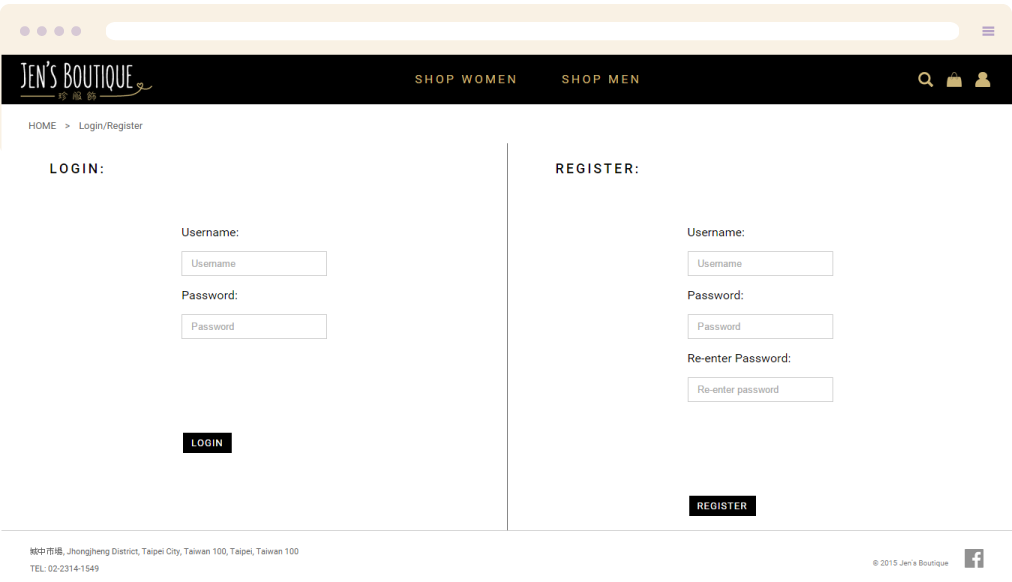 JEN'S BOUTIQUE
珍服飾
SHOP WOMEN
SHOP MEN
HOME > Login/Register
LOGIN:
Username:
Username
Password:
Password
LOGIN
REGISTER:
Username:
Username
Password:
Password
Re-enter Password:
Re-enter password
REGISTER
城中市場, Jhongjheng District, Taipei City, Taiwan 100, Taipei, Taiwan 100
TEL: 02-2314-1549
© 2015 Jen's Boutique